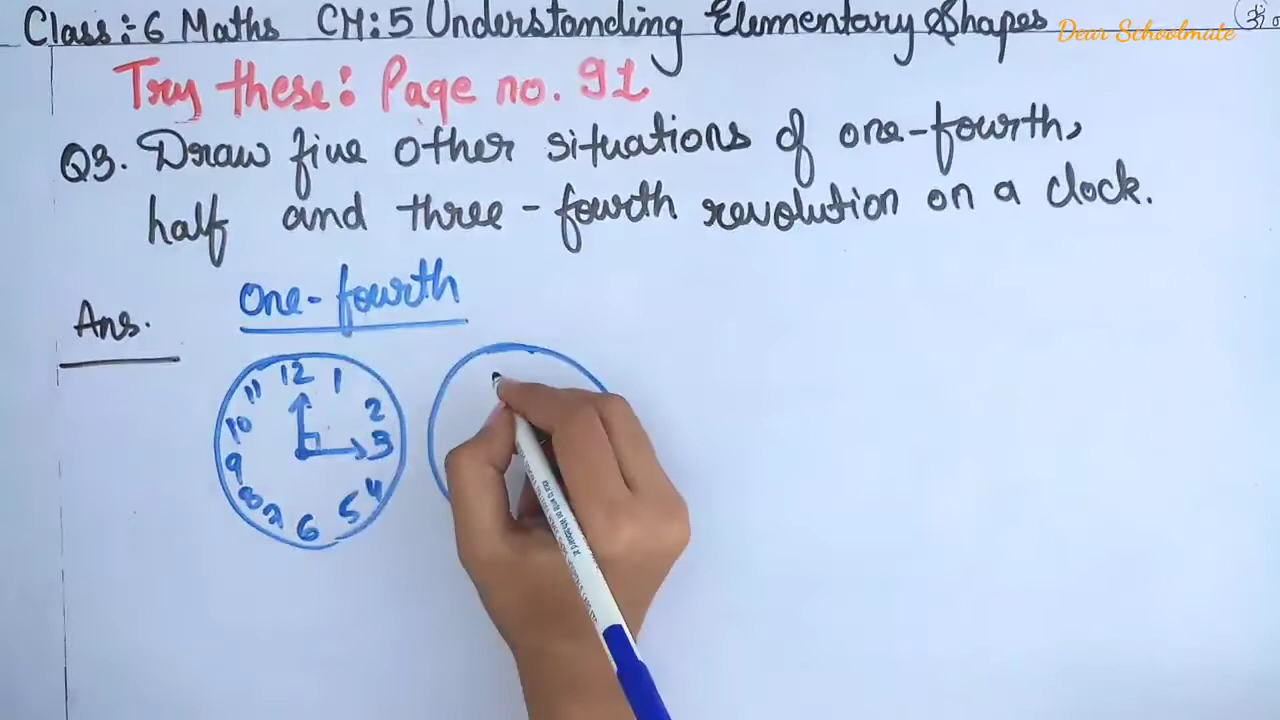 Class:-6 Maths CH:5 Understanding Elementary Shapes
Dear Schoolmate
Try these: Page no. 91
Q3. Draw five other situations of one-fourth,
half and three-fourth revolution on a clock.
Ans.
One-fourth
12
11 1
10 2
9 3
8 4
7 5
6